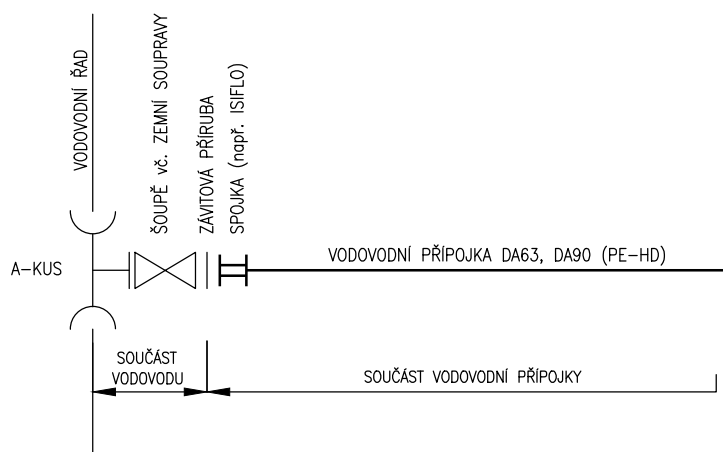 VODOVODNÍ ŘAD
ŠOUPĚ vč. ZEMNÍ SOUPRAVY
ZÁVITOVÁ PŘÍRUBA
SPOJKA (např. ISIFLO)
A-KUS
VODOVODNÍ PŘÍPOJKA DA63, DA90 (PE-HD)
SOUČÁST
VODOVODU
SOUČÁST VODOVODNÍ PŘÍPOJKY